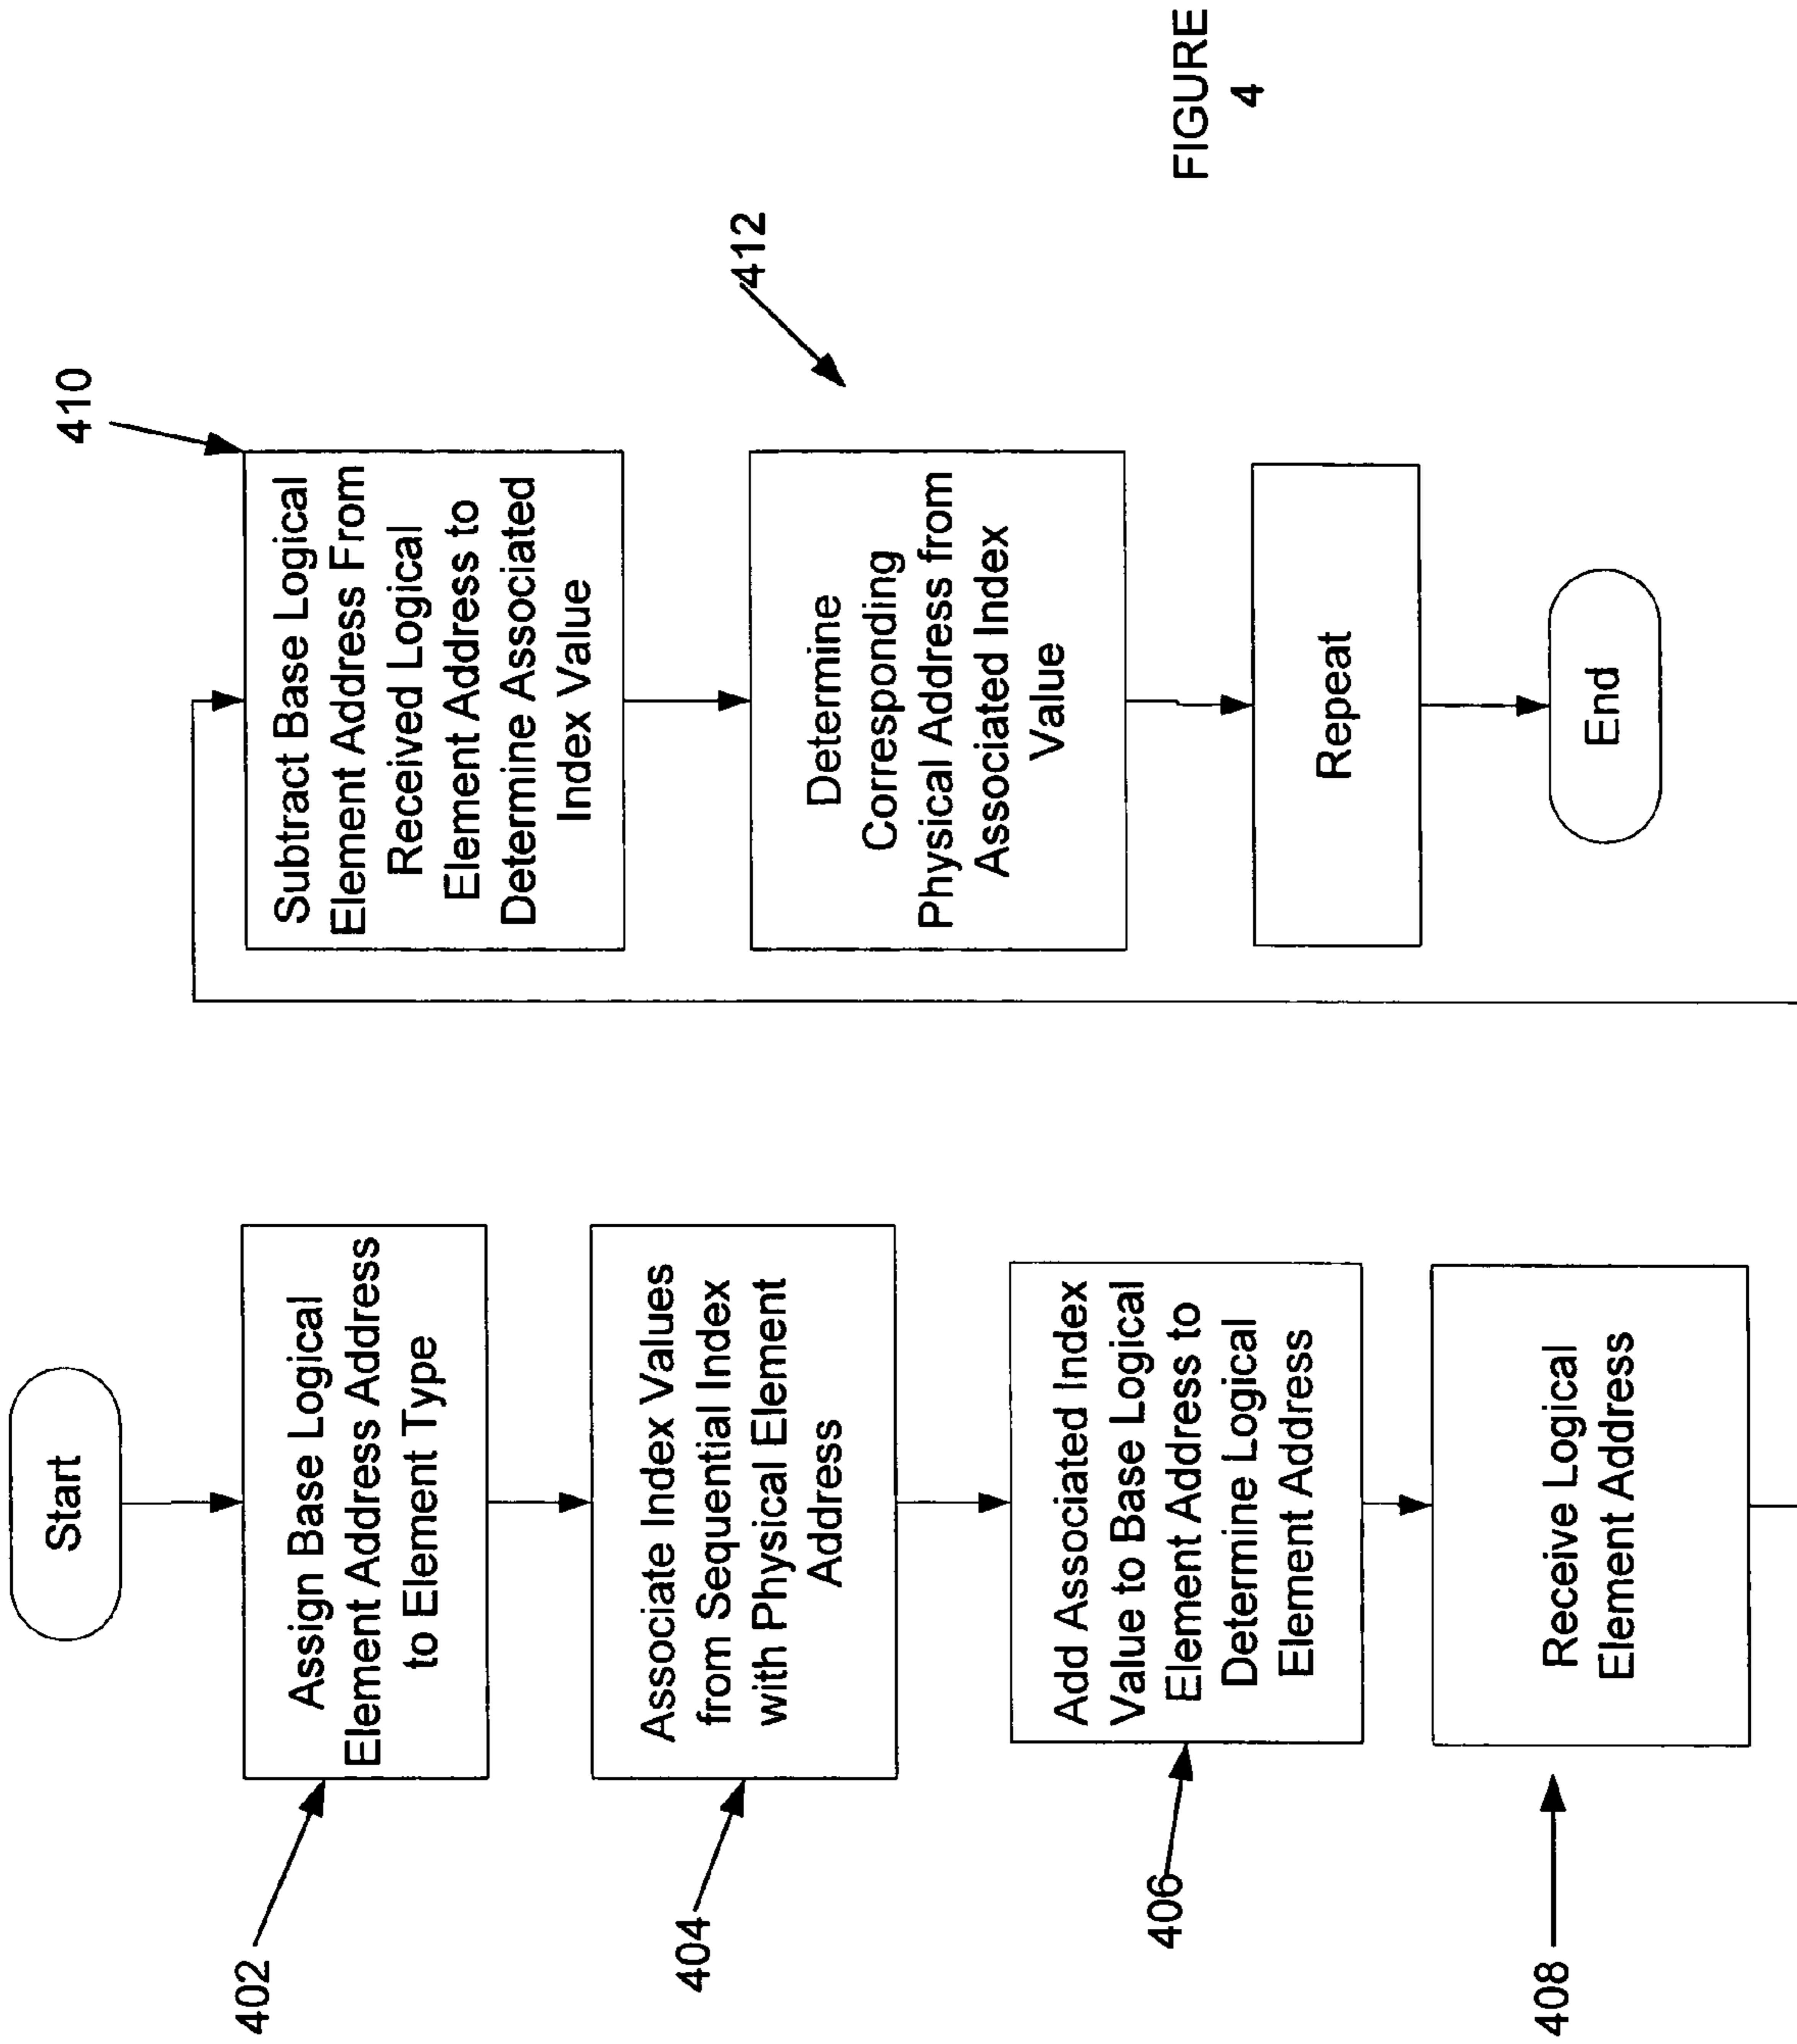 Start
402
Assign Base Logical
Element Address Address
to Element Type
404
Associate Index Values
from Sequential Index
with Physical Element
Address
406
Add Associated Index
Value to Base Logical
Element Address to
Determine Logical
Element Address
408
Receive Logical
Element Address
410
Subtract Base Logical
Element Address From
Received Logical
Element Address to
Determine Associated
Index Value
412
Determine
Corresponding
Physical Address from
Associated Index
Value
Repeat
End
FIGURE
4